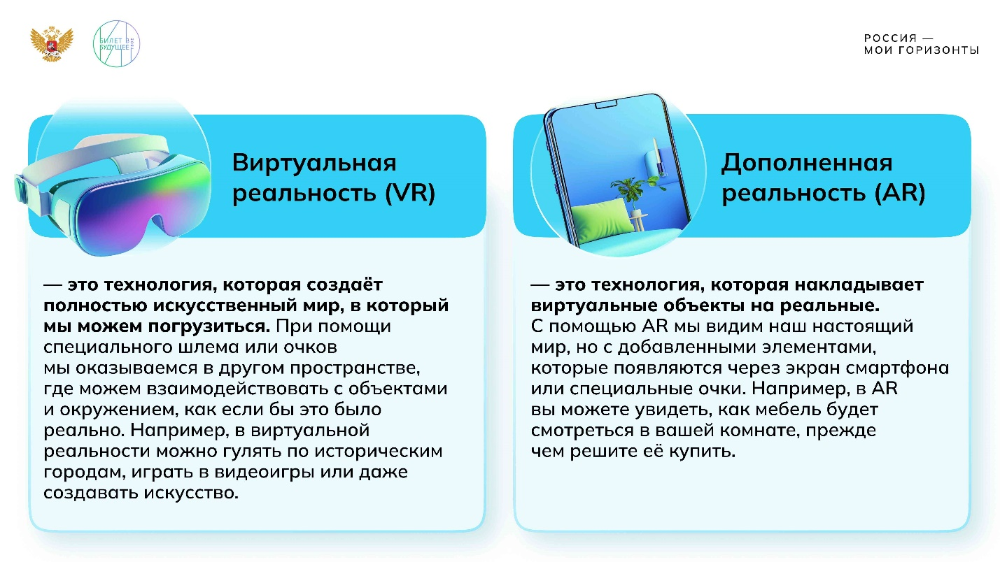 БИЛЕТ В
БУДУЩЕЕ
РОССИЯ —
МОИ ГОРИЗОНТЫ
Виртуальная
реальность (VR)
— это технология, которая создаёт
полностью искусственный мир, в который
мы можем погрузиться. При помощи
специального шлема или очков
мы оказываемся в другом пространстве,
где можем взаимодействовать с объектами
и окружением, как если бы это было
реально. Например, в виртуальной
реальности можно гулять по историческим
городам, играть в видеоигры или даже
создавать искусство.
Дополненная
реальность (AR)
— это технология, которая накладывает
виртуальные объекты на реальные.
С помощью AR мы видим наш настоящий
мир, но с добавленными элементами,
которые появляются через экран смартфона
или специальные очки. Например, в AR
вы можете увидеть, как мебель будет
смотреться в вашей комнате, прежде
чем решите её купить.